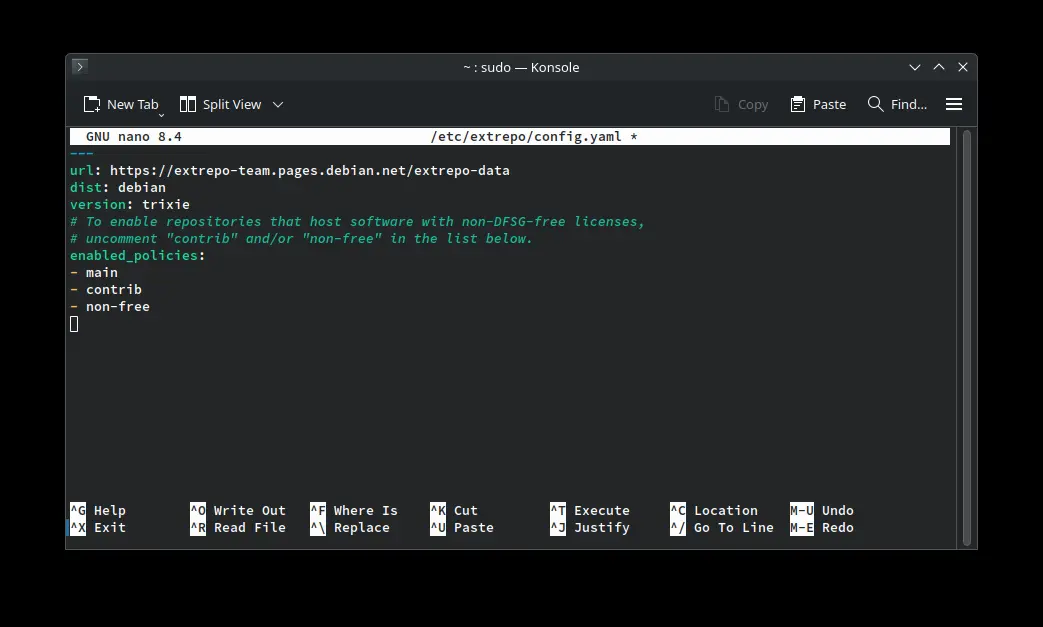 ~ : sudo — Konsole
New Tab Split View Copy Paste Find...
GNU nano 8.4 /etc/extrepo/config.yaml *
---
url: https://extrepo-team.pages.debian.net/extrepo-data
dist: debian
version: trixie
# To enable repositories that host software with non-DFSG-free licenses,
# uncomment "contrib" and/or "non-free" in the list below.
enabled_policies:
- main
- contrib
- non-free
^G Help ^O Write Out ^F Where Is ^K Cut ^T Execute ^C Location M-U Undo
^X Exit ^R Read File ^\ Replace ^U Paste ^J Justify ^/ Go To Line M-E Redo